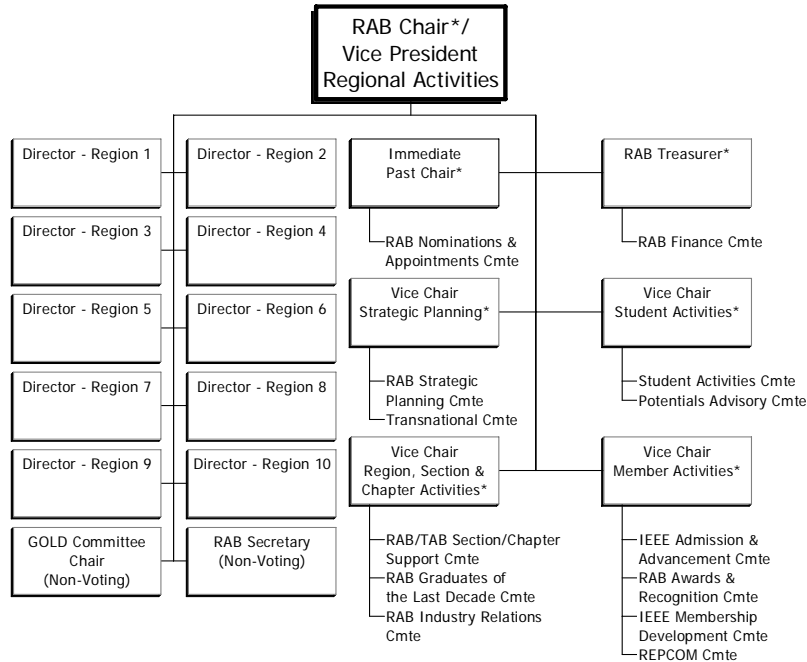 RAB Chair*/
Vice President
Regional Activities
Director - Region 1
Director - Region 2
Director - Region 3
Director - Region 4
Director - Region 5
Director - Region 6
Director - Region 7
Director - Region 8
Director - Region 9
Director - Region 10
GOLD Committee
Chair
(Non-Voting)
RAB Secretary
(Non-Voting)
Immediate
Past Chair*
RAB Nominations &
Appointments Cmte
RAB Treasurer*
RAB Finance Cmte
Vice Chair
Strategic Planning*
RAB Strategic
Planning Cmte
Transnational Cmte
Vice Chair
Student Activities*
Student Activities Cmte
Potentials Advisory Cmte
Vice Chair
Region, Section &
Chapter Activities*
RAB/TAB Section/Chapter
Support Cmte
RAB Graduates of
the Last Decade Cmte
RAB Industry Relations
Cmte
Vice Chair
Member Activities*
IEEE Admission &
Advancement Cmte
RAB Awards &
Recognition Cmte
IEEE Membership
Development Cmte
REPCOM Cmte